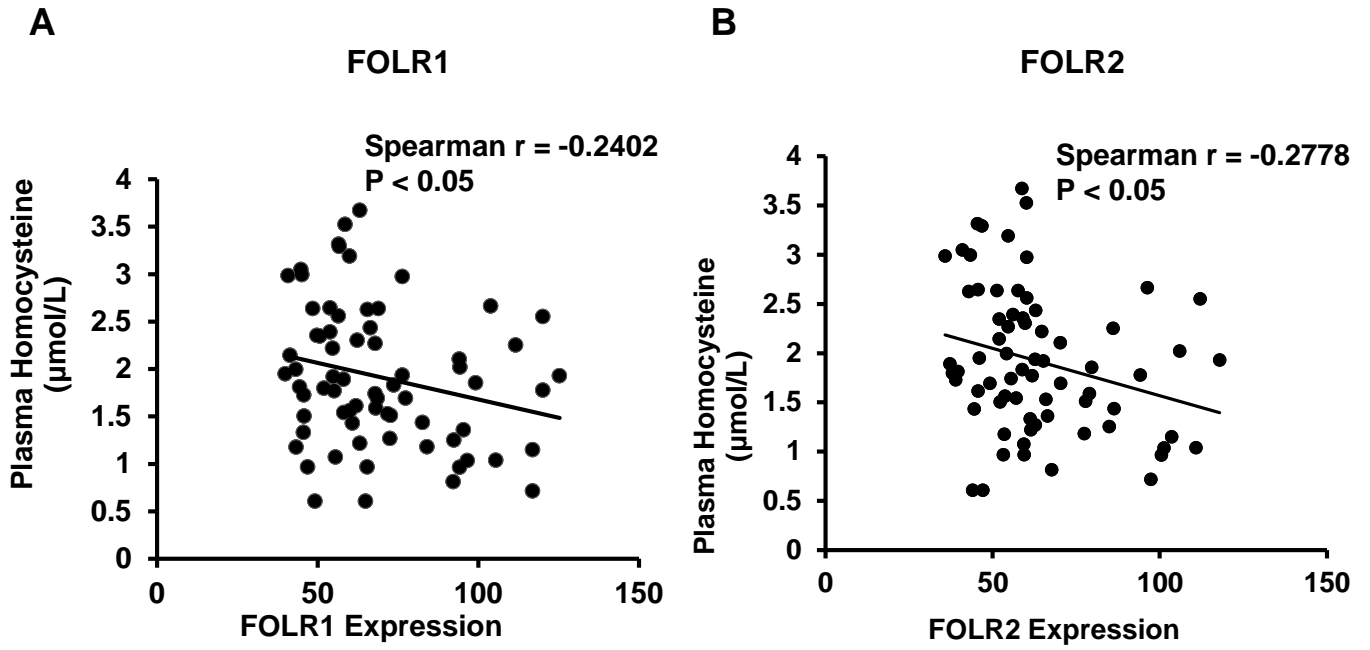 A
FOLR1
Spearman r = -0.2402
P < 0.05
Plasma Homocysteine
(µmol/L)
4
3.5
3
2.5
2
1.5
1
0.5
0
0
50
100
150
FOLR1 Expression
B
FOLR2
Spearman r = -0.2778
P < 0.05
Plasma Homocysteine
(µmol/L)
4
3.5
3
2.5
2
1.5
1
0.5
0
0
50
100
150
FOLR2 Expression